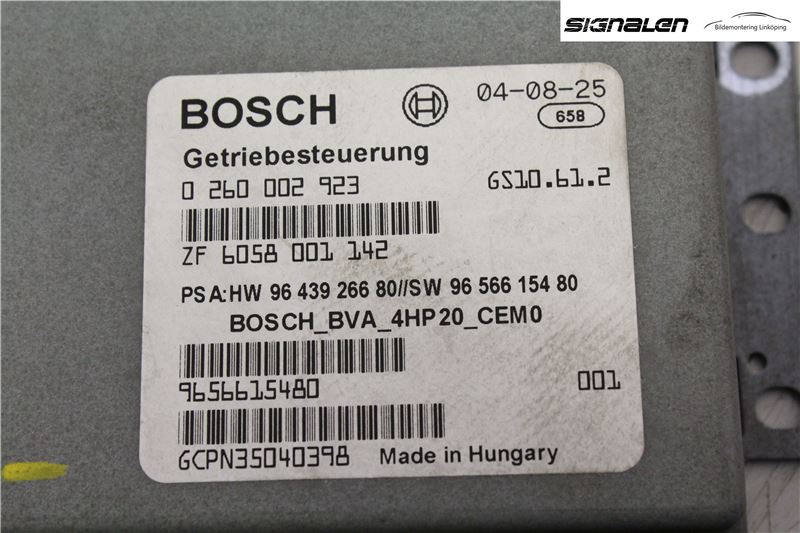 SIGNALEN
Bildemontering Linköping
BOSCH 04-08-25
658
Getriebesteuerung
0 260 002 923 GS10.61.2
ZF 6058 001 142
PSA:HW 96 439 266 80//SW 96 566 154 80
BOSCH_BVA_4HP20_CEM0
9656615480 001
GCPN35040398 Made in Hungary